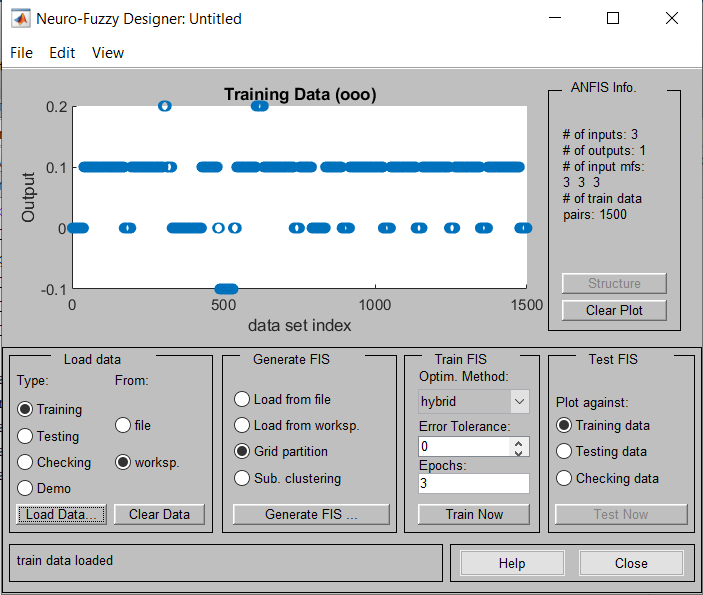 Neuro-Fuzzy Designer: Untitled
File Edit View
Training Data (ooo)
0.2
0.1
0
-0.1
Output
0 500 1000 1500
data set index
ANFIS Info.
# of inputs: 3
# of outputs: 1
# of input mfs:
3 3 3
# of train data
pairs: 1500
Structure
Clear Plot
Load data
Type: From:
Training
Testing
Checking
Demo
file
worksp.
Load Data... Clear Data
Generate FIS
Load from file
Load from worksp.
Grid partition
Sub. clustering
Generate FIS ...
Train FIS
Optim. Method:
hybrid
Error Tolerance:
0
Epochs:
3
Train Now
Test FIS
Plot against:
Training data
Testing data
Checking data
Test Now
train data loaded
Help Close